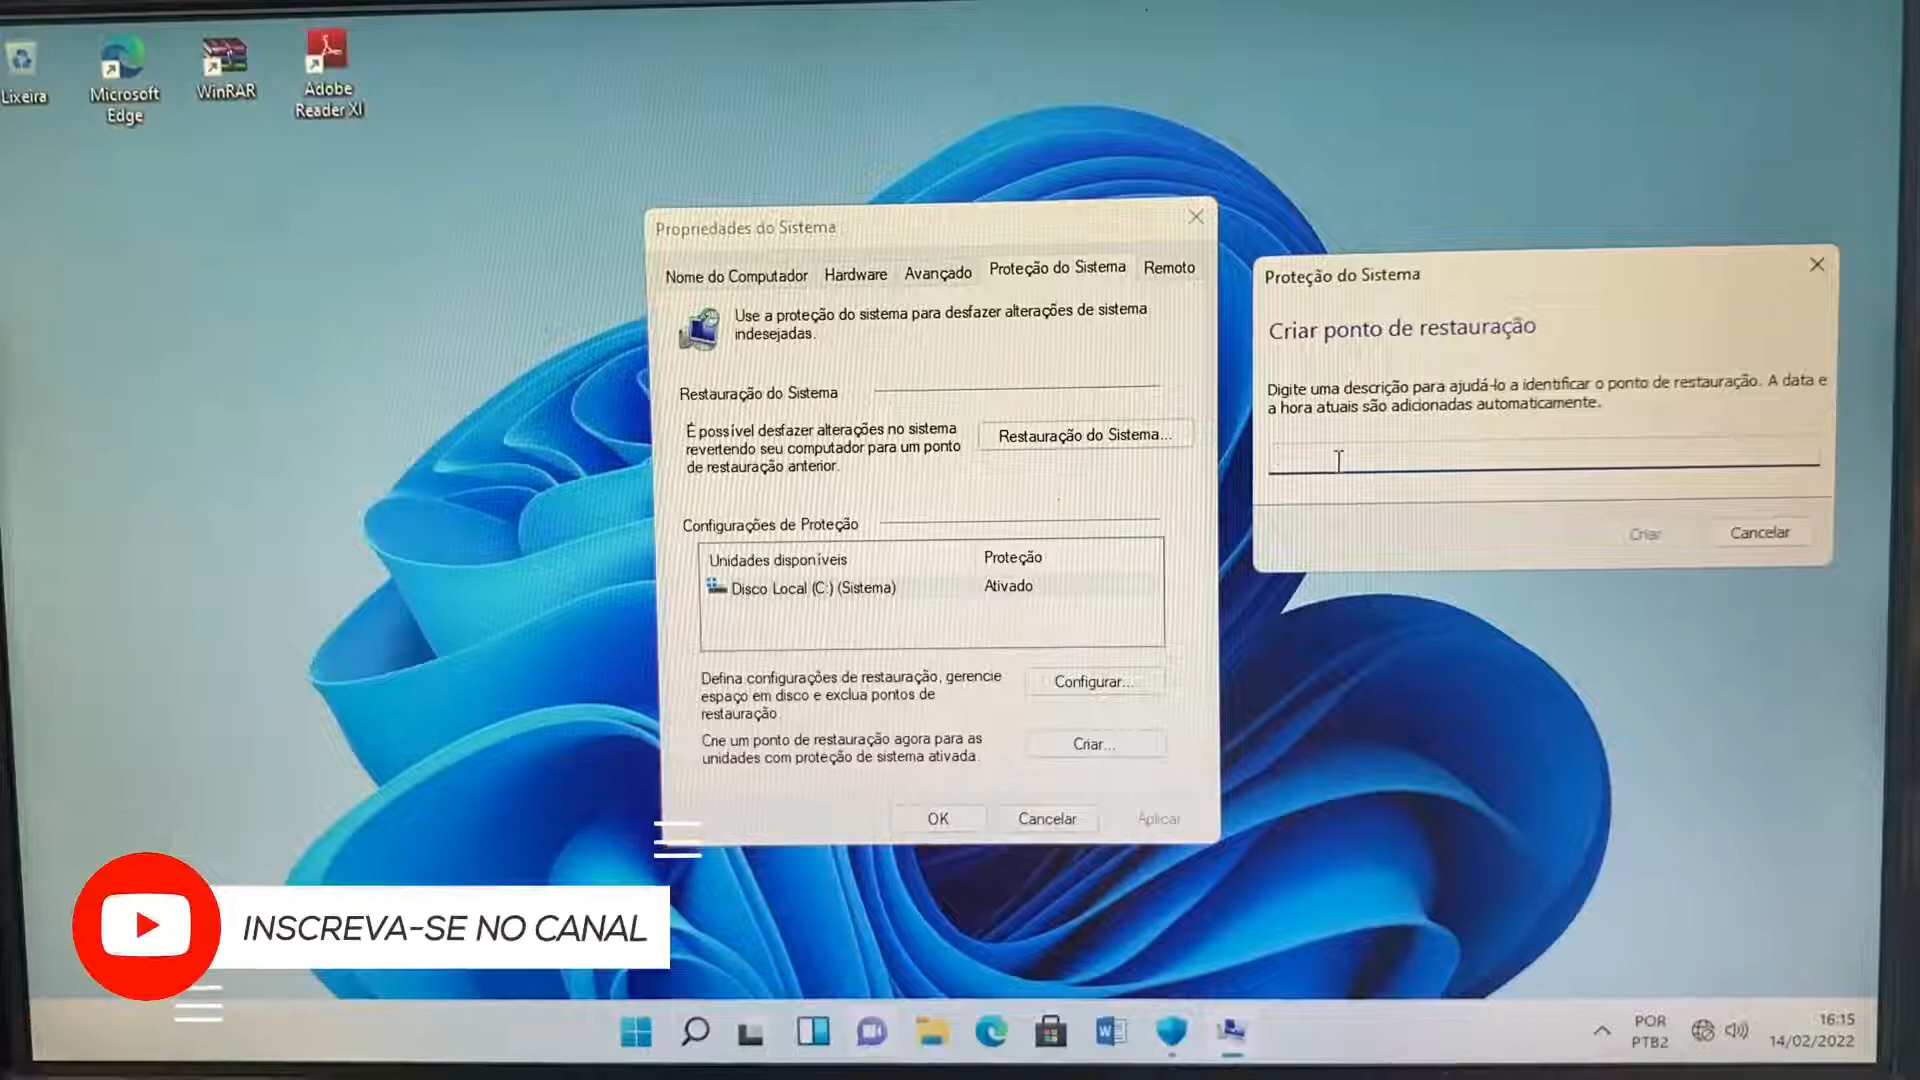 Lixeira
Microsoft
Edge
WinRAR
Adobe
Reader XI
Propriedades do Sistema
Nome do Computador Hardware Avançado Proteção do Sistema Remoto
Use a proteção do sistema para desfazer alterações de sistema
indesejadas.
Restauração do Sistema
É possível desfazer alterações no sistema
revertendo seu computador para um ponto
de restauração anterior.
Restauração do Sistema...
Configurações de Proteção
Unidades disponíveis Proteção
Disco Local (C:) (Sistema) Ativado
Defina configurações de restauração, gerencie
espaço em disco e exclua pontos de
restauração.
Configurar...
Crie um ponto de restauração agora para as
unidades com proteção de sistema ativada.
Criar...
OK Cancelar Aplicar
Proteção do Sistema
Criar ponto de restauração
Digite uma descrição para ajudá-lo a identificar o ponto de restauração. A data e
a hora atuais são adicionadas automaticamente.
Criar Cancelar
INSCREVA-SE NO CANAL
POR
PTB2
16:15
14/02/2022